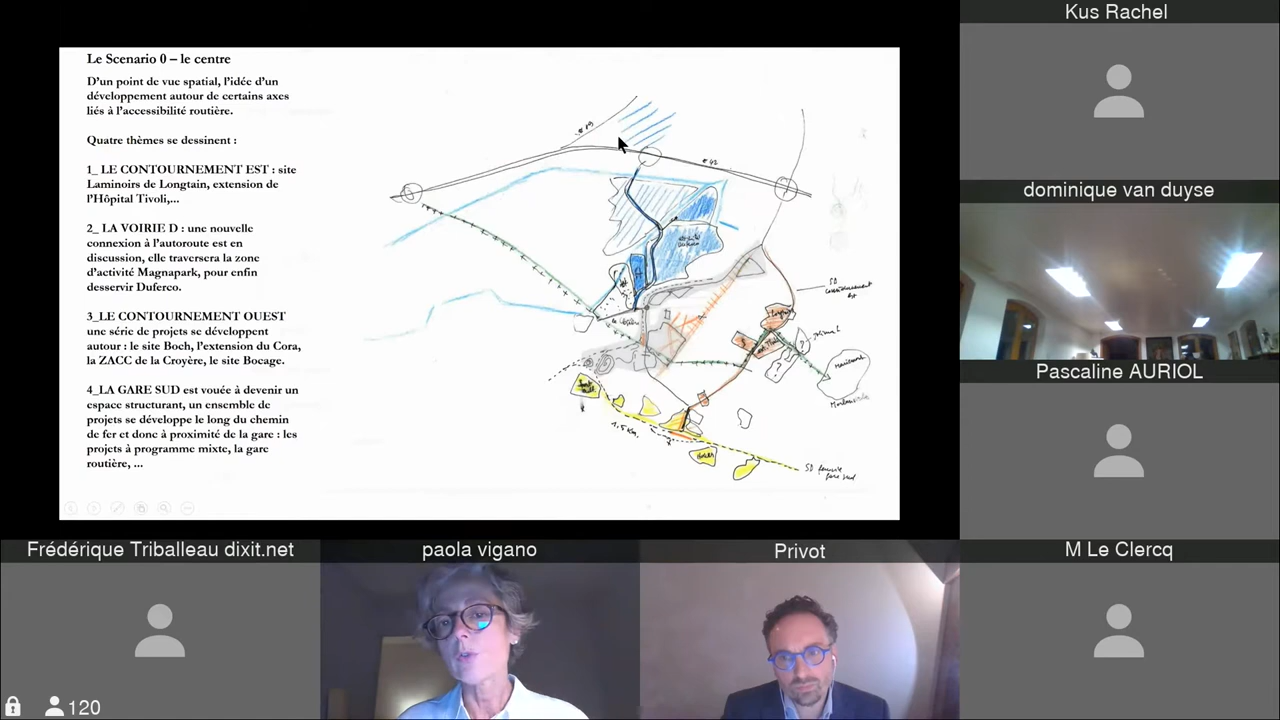 Le Scenario 0 – le centre
D'un point de vue spatial, l'idée d'un
développement autour de certains axes
liés à l'accessibilité routière.
Quatre thèmes se dessinent :
1_ LE CONTOURNEMENT EST : site
Laminoirs de Longtain, extension de
l'Hôpital Tivoli,...
2_ LA VOIRIE D : une nouvelle
connexion à l'autoroute est en
discussion, elle traversera la zone
d'activité Magnapark, pour enfin
desservir Duferco.
3_LE CONTOURNEMENT OUEST
une série de projets se développent
autour : le site Boch, l'extension du Cora,
la ZACC de la Croyère, le site Bocage.
4_LA GARE SUD est vouée à devenir un
espace structurant, un ensemble de
projets se développe le long du chemin
de fer et donc à proximité de la gare : les
projets à programme mixte, la gare
routière, ...
1,5 km.
Kus Rachel
dominique van duyse
Pascaline AURIOL
Frédérique Triballeau dixit.net
paola vigano
Privot
M Le Clercq
120